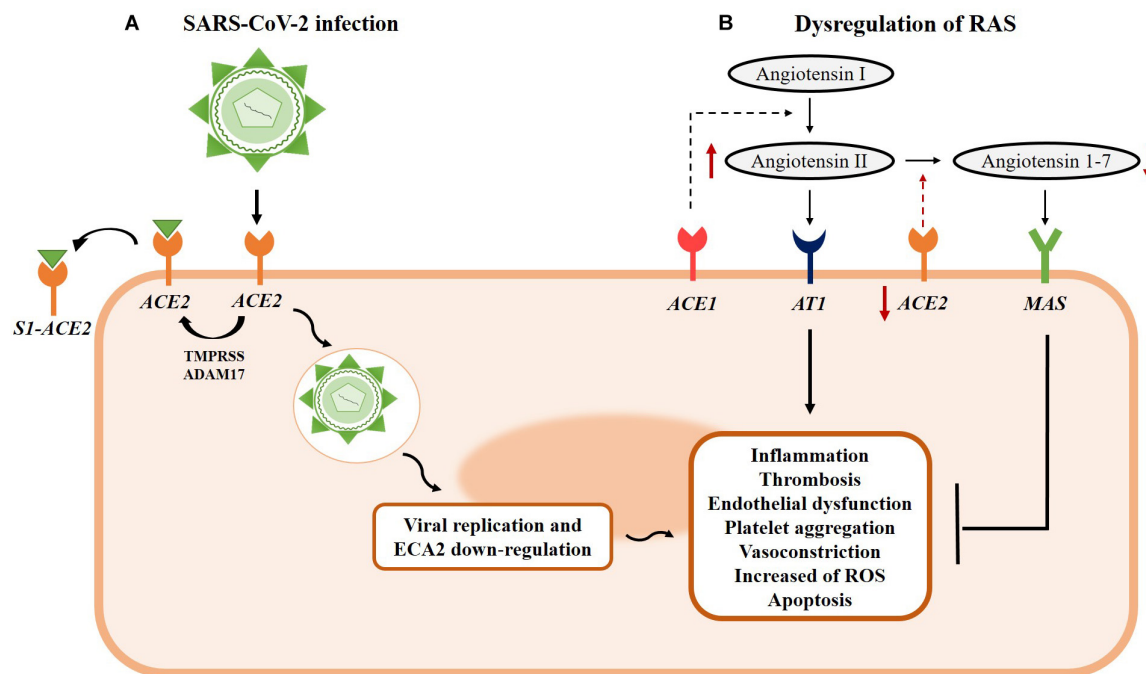 A SARS-CoV-2 infection
S1-ACE2
ACE2
ACE2
TMPRSS
ADAM17
Viral replication and
ECA2 down-regulation
B Dysregulation of RAS
Angiotensin I
Angiotensin II
Angiotensin 1-7
ACE1
AT1
ACE2
MAS
Inflammation
Thrombosis
Endothelial dysfunction
Platelet aggregation
Vasoconstriction
Increased of ROS
Apoptosis